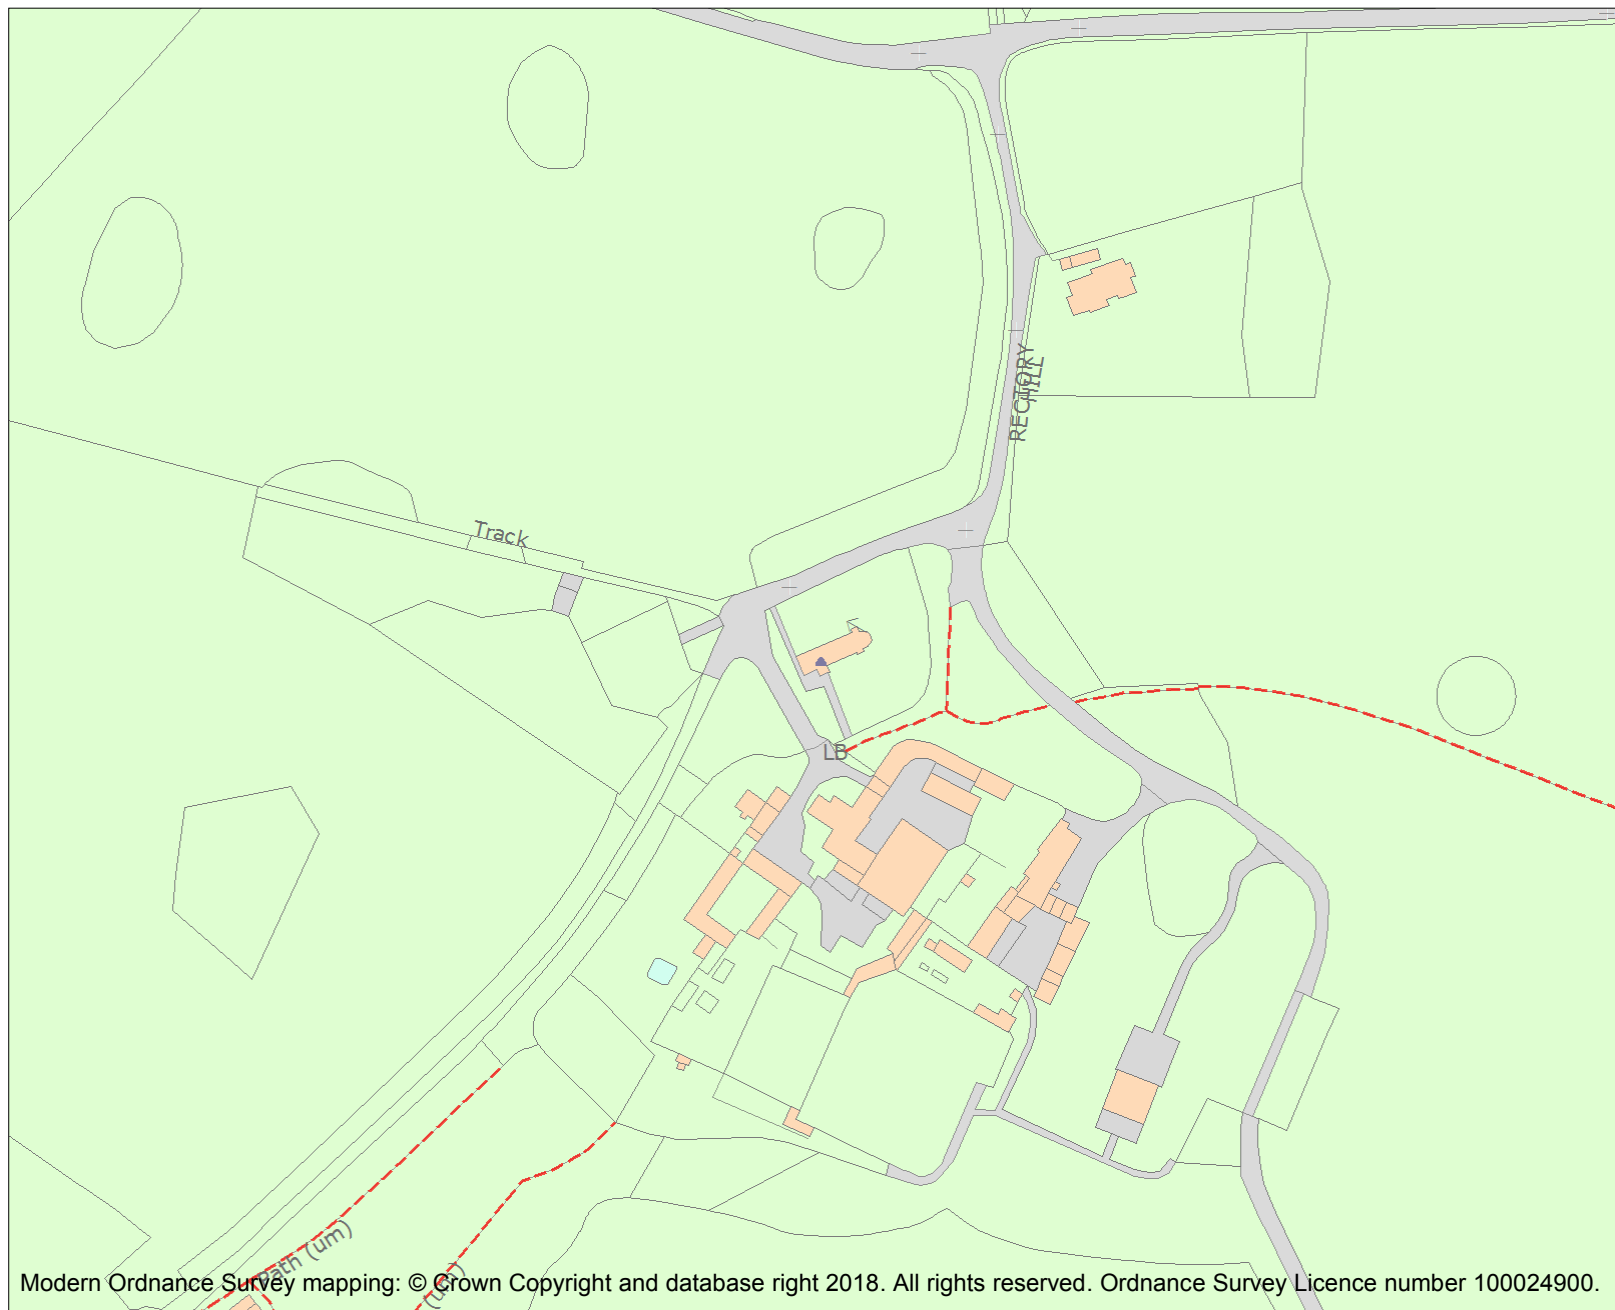 RECTORY
HILL
Track
LB
Path (um)
(um)
Modern Ordnance Survey mapping: © Crown Copyright and database right 2018. All rights reserved. Ordnance Survey Licence number 100024900.